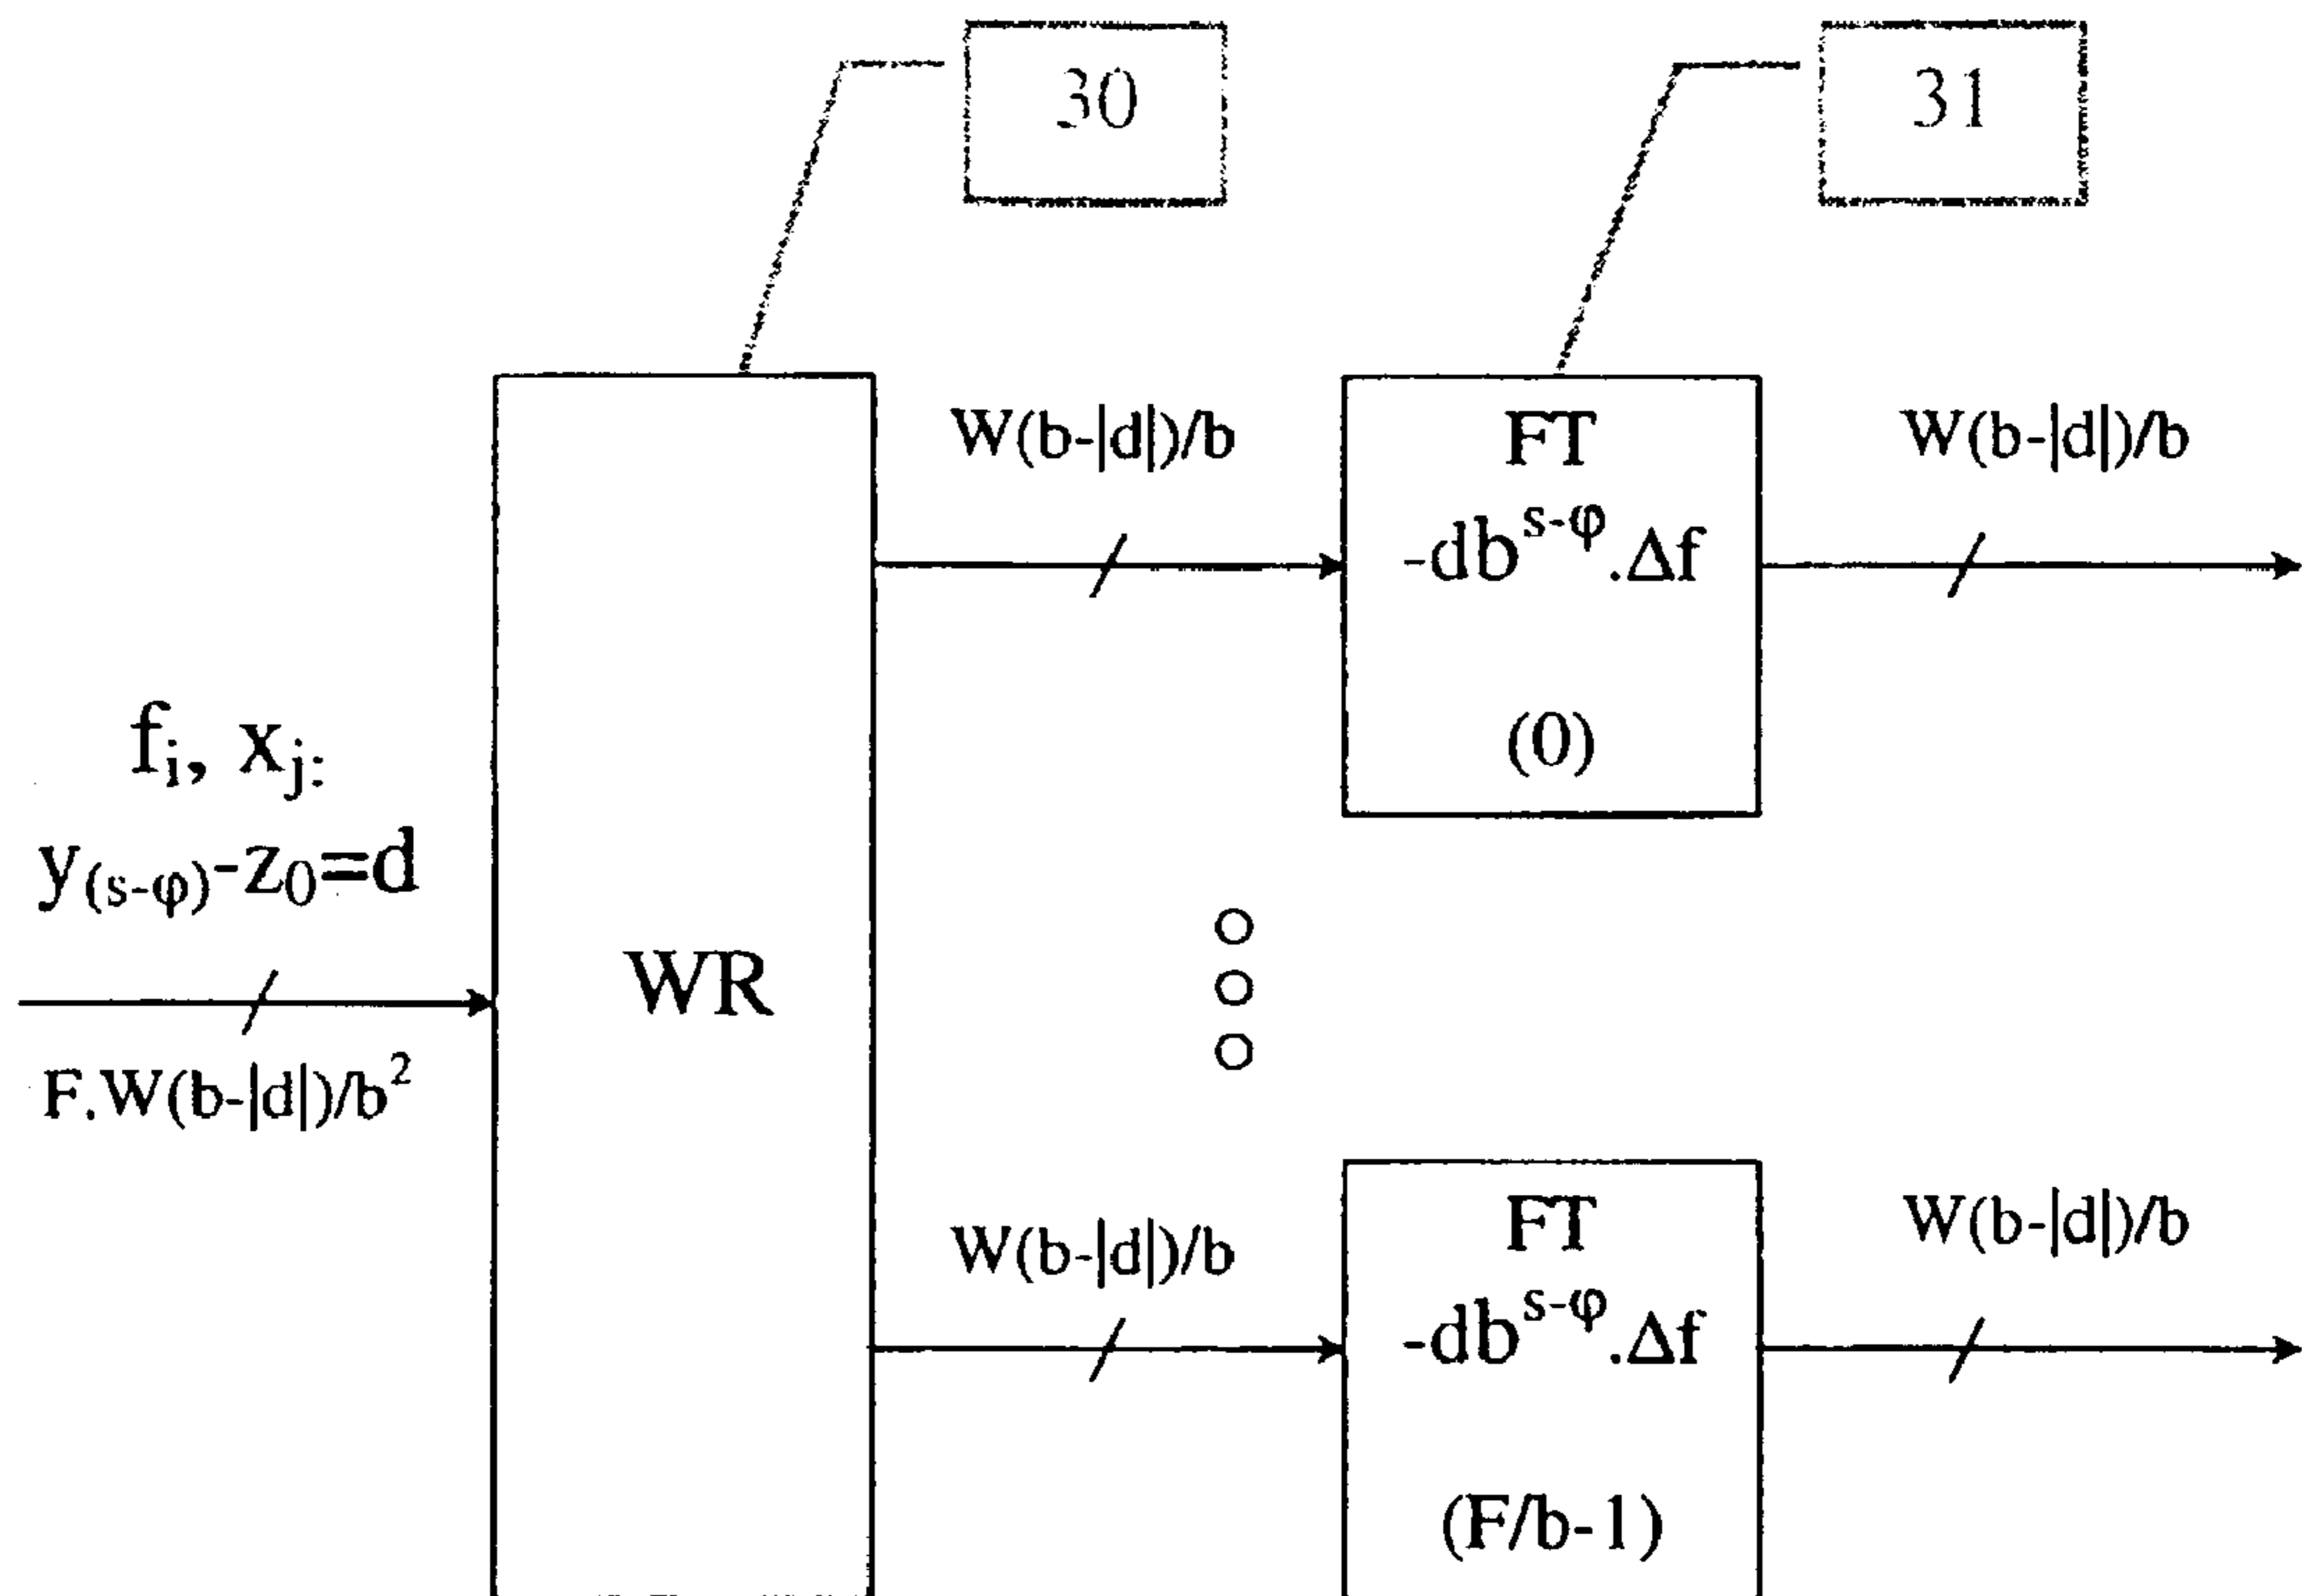 30
31
W(b-|d|)/b
FT
-db^{s-φ}.Δf
(0)
W(b-|d|)/b
f_i, x_j:
y_{(s-φ)}-z_0=d
F.W(b-|d|)/b^2
WR
W(b-|d|)/b
FT
-db^{s-φ}.Δf
(F/b-1)
W(b-|d|)/b